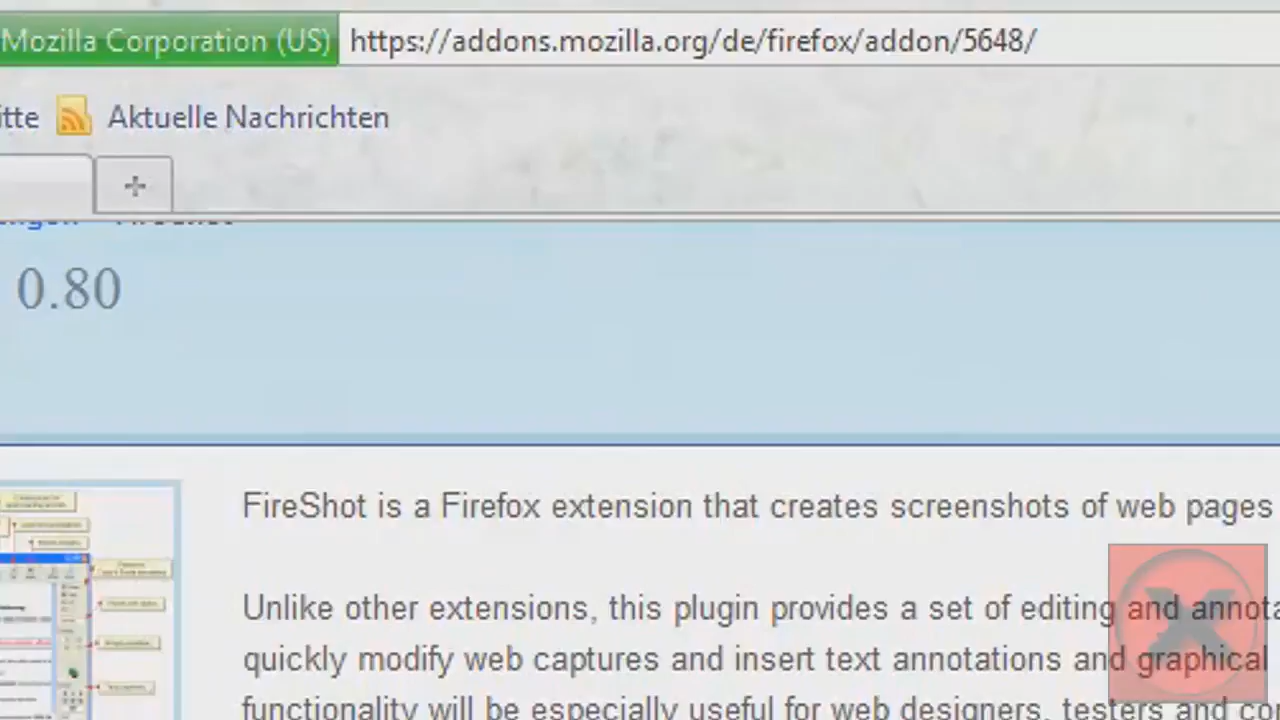 Mozilla Corporation (US) https://addons.mozilla.org/de/firefox/addon/5648/
Aktuelle Nachrichten
0.80
FireShot is a Firefox extension that creates screenshots of web pages
Unlike other extensions, this plugin provides a set of editing and annota
quickly modify web captures and insert text annotations and graphical
functionality will be especially useful for web designers, testers and co